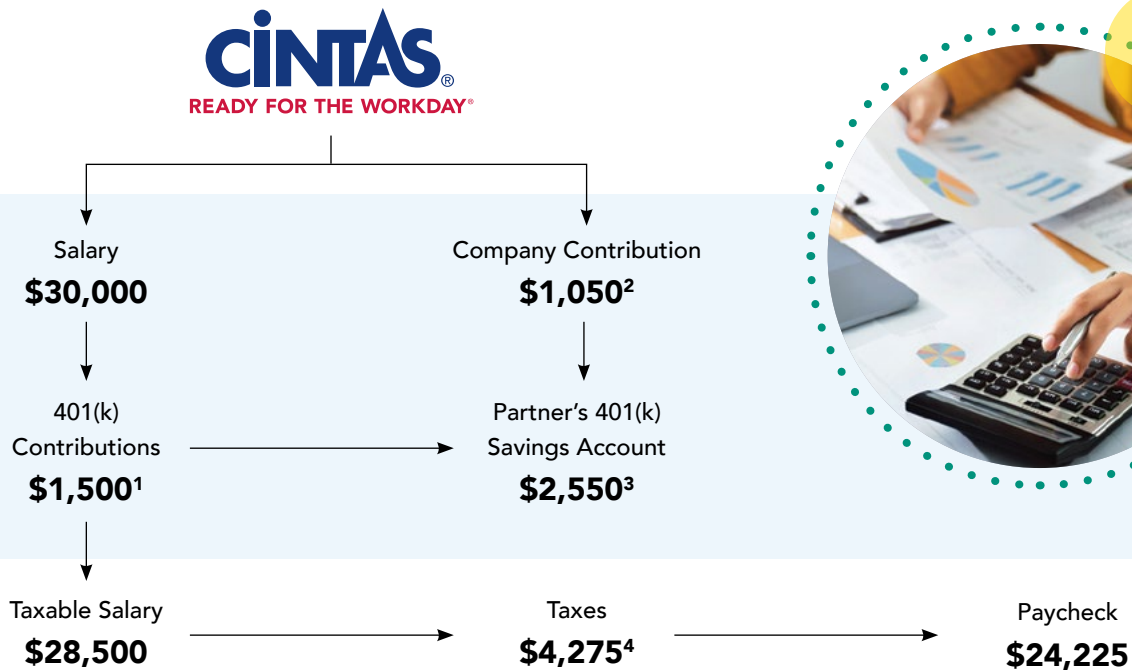 CINTAS®
READY FOR THE WORKDAY®
Salary
$30,000
Company Contribution
$1,050²
401(k)
Contributions
$1,500¹
Partner’s 401(k)
Savings Account
$2,550³
Taxable Salary
$28,500
Taxes
$4,275⁴
Paycheck
$24,225